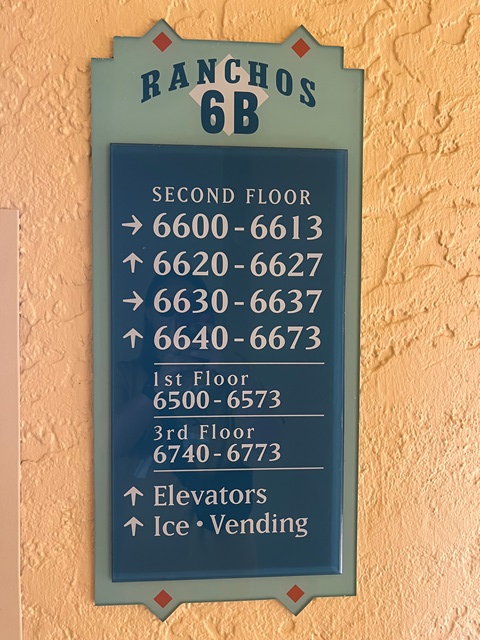 RANCHOS
6B
SECOND FLOOR
→ 6600 - 6613
↑ 6620 - 6627
→ 6630 - 6637
↑ 6640 - 6673
1st Floor
6500 - 6573
3rd Floor
6740 - 6773
↑ Elevators
↑ Ice • Vending